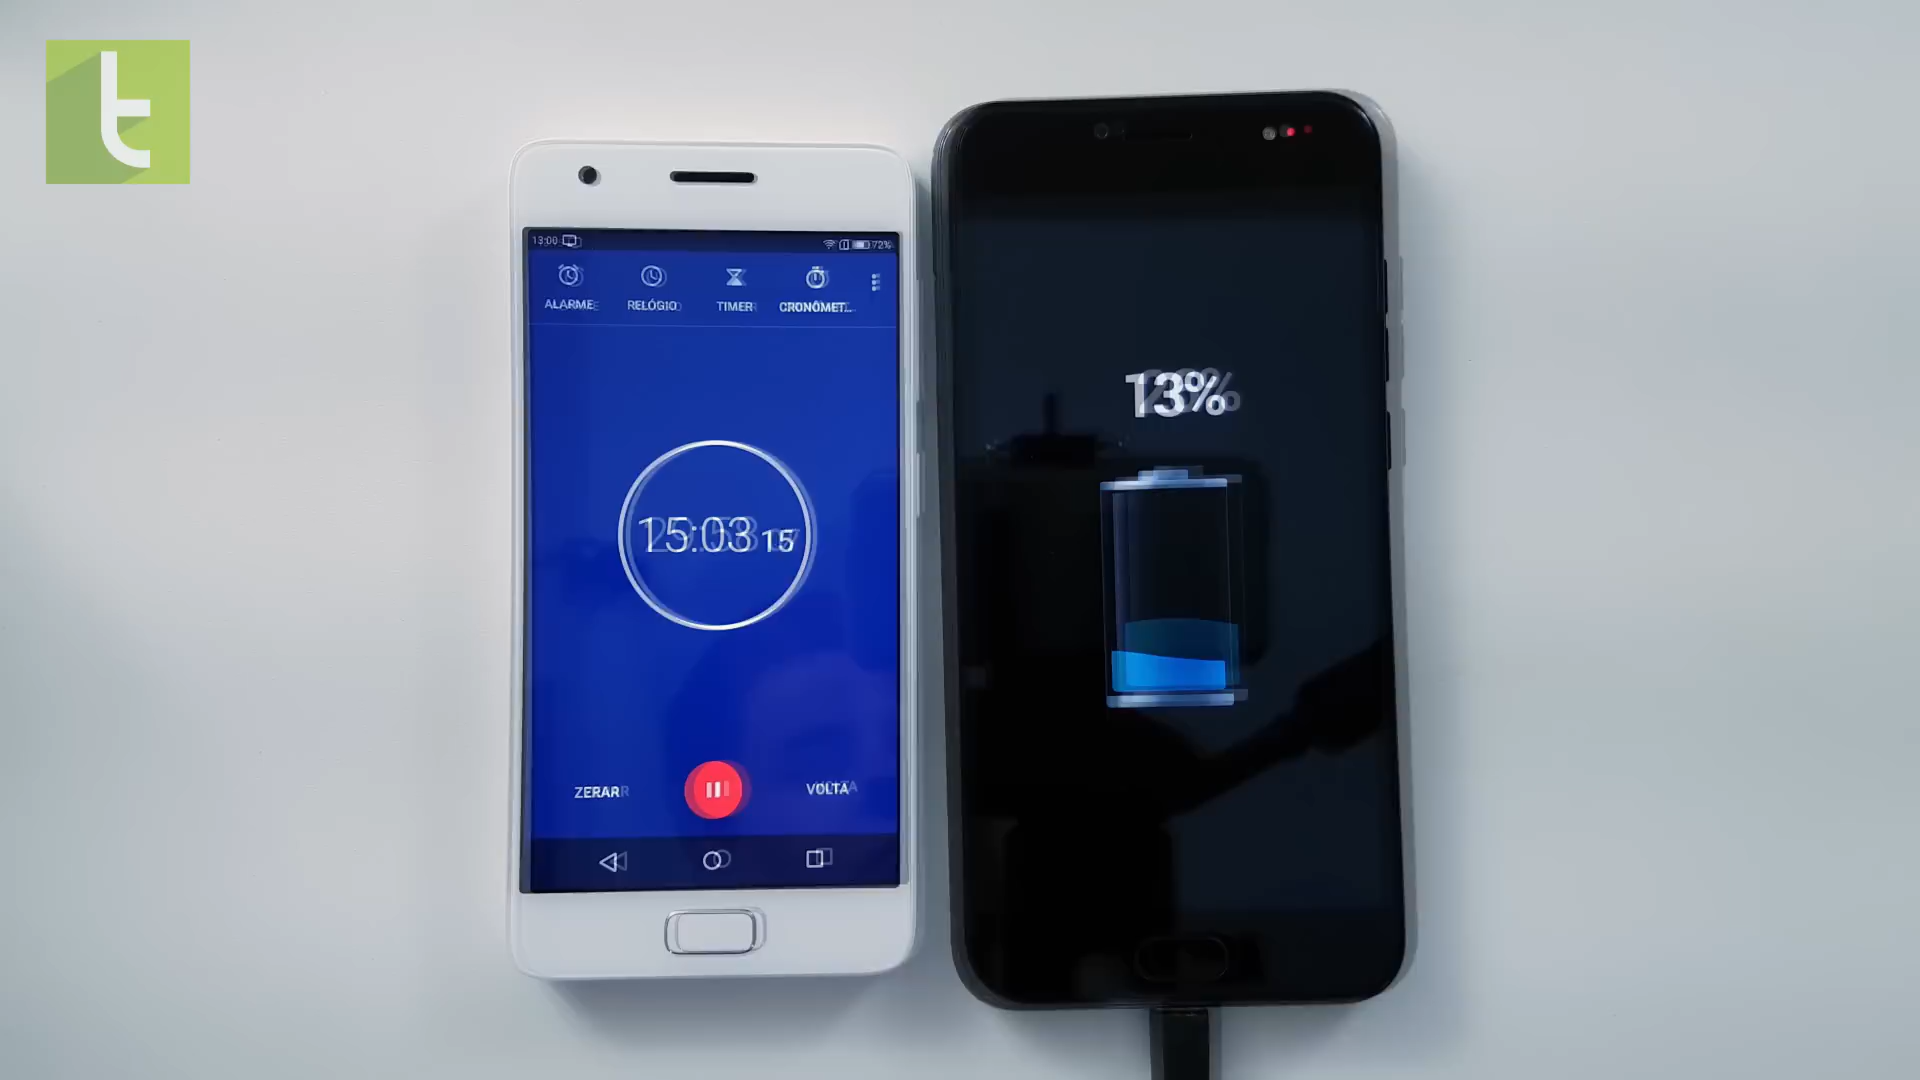 t
13:00 72%
ALARME RELÓGIO TIMER CRONÔMET...
13%
15:03 15
ZERAR VOLTA